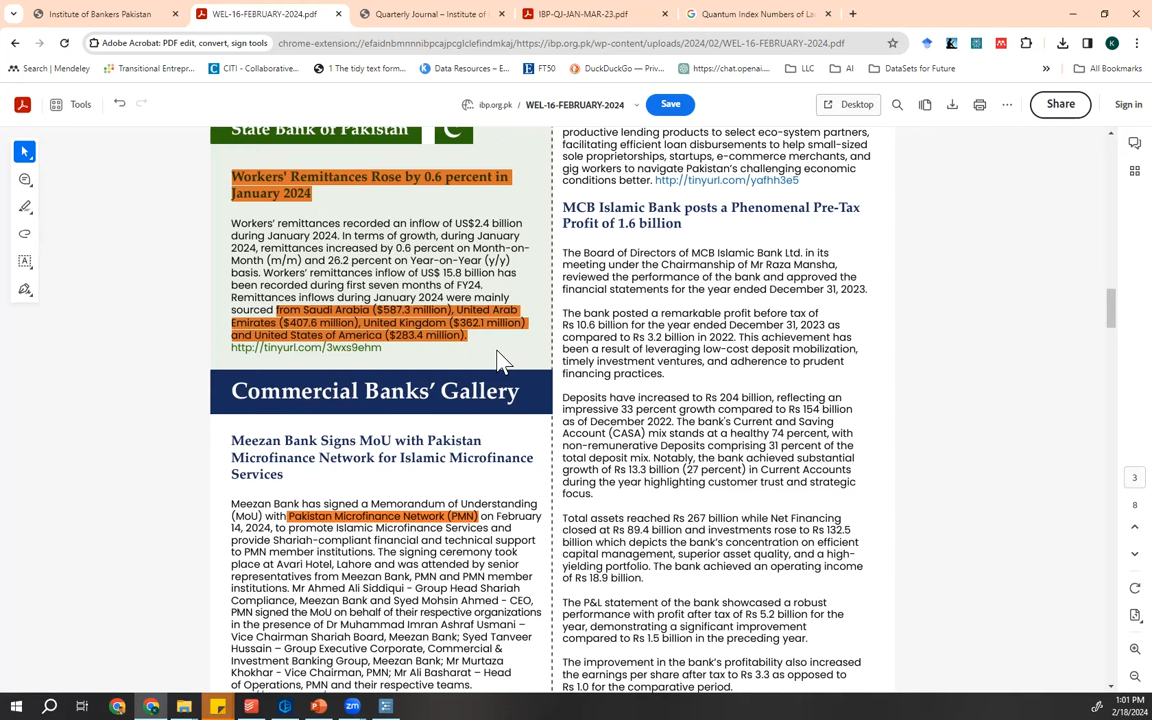 Institute of Bankers Pakistan
WEL-16-FEBRUARY-2024.pdf
Quarterly Journal – Institute of
IBP-QJ-JAN-MAR-23.pdf
Quantum Index Numbers of La
Adobe Acrobat: PDF edit, convert, sign tools
chrome-extension://efaidnbmnnnibpcajpcglclefindmkaj/https://ibp.org.pk/wp-content/uploads/2024/02/WEL-16-FEBRUARY-2024.pdf
K
Search | Mendeley
Transitional Entrepr...
CITI - Collaborative...
1 The tidy text form...
Data Resources – E...
FT50
DuckDuckGo — Priv...
https://chat.openai....
LLC
AI
DataSets for Future
All Bookmarks
Tools
ibp.org.pk
/
WEL-16-FEBRUARY-2024
Save
Desktop
Share
Sign in
State Bank of Pakistan
Workers' Remittances Rose by 0.6 percent in
January 2024
Workers’ remittances recorded an inflow of US$2.4 billion
during January 2024. In terms of growth, during January
2024, remittances increased by 0.6 percent on Month-on-
Month (m/m) and 26.2 percent on Year-on-Year (y/y)
basis. Workers’ remittances inflow of US$ 15.8 billion has
been recorded during first seven months of FY24.
Remittances inflows during January 2024 were mainly
sourced from Saudi Arabia ($587.3 million), United Arab
Emirates ($407.6 million), United Kingdom ($362.1 million)
and United States of America ($283.4 million).
http://tinyurl.com/3wxs9ehm
Commercial Banks’ Gallery
Meezan Bank Signs MoU with Pakistan
Microfinance Network for Islamic Microfinance
Services
Meezan Bank has signed a Memorandum of Understanding
(MoU) with Pakistan Microfinance Network (PMN) on February
14, 2024, to promote Islamic Microfinance Services and
provide Shariah-compliant financial and technical support
to PMN member institutions. The signing ceremony took
place at Avari Hotel, Lahore and was attended by senior
representatives from Meezan Bank, PMN and PMN member
institutions. Mr Ahmed Ali Siddiqui - Group Head Shariah
Compliance, Meezan Bank and Syed Mohsin Ahmed - CEO,
PMN signed the MoU on behalf of their respective organizations
in the presence of Dr Muhammad Imran Ashraf Usmani –
Vice Chairman Shariah Board, Meezan Bank; Syed Tanveer
Hussain – Group Executive Corporate, Commercial &
Investment Banking Group, Meezan Bank; Mr Murtaza
Khokhar - Vice Chairman, PMN; Mr Ali Basharat – Head
of Operations, PMN and their respective teams.
productive lending products to select eco-system partners,
facilitating efficient loan disbursements to help small-sized
sole proprietorships, startups, e-commerce merchants, and
gig workers to navigate Pakistan’s challenging economic
conditions better. http://tinyurl.com/yafhh3e5
MCB Islamic Bank posts a Phenomenal Pre-Tax
Profit of 1.6 billion
The Board of Directors of MCB Islamic Bank Ltd. in its
meeting under the Chairmanship of Mr Raza Mansha,
reviewed the performance of the bank and approved the
financial statements for the year ended December 31, 2023.
The bank posted a remarkable profit before tax of
Rs 10.6 billion for the year ended December 31, 2023 as
compared to Rs 3.2 billion in 2022. This achievement has
been a result of leveraging low-cost deposit mobilization,
timely investment ventures, and adherence to prudent
financing practices.
Deposits have increased to Rs 204 billion, reflecting an
impressive 33 percent growth compared to Rs 154 billion
as of December 2022. The bank's Current and Saving
Account (CASA) mix stands at a healthy 74 percent, with
non-remunerative Deposits comprising 31 percent of the
total deposit mix. Notably, the bank achieved substantial
growth of Rs 13.3 billion (27 percent) in Current Accounts
during the year highlighting customer trust and strategic
focus.
Total assets reached Rs 267 billion while Net Financing
closed at Rs 89.4 billion and investments rose to Rs 132.5
billion which depicts the bank’s concentration on efficient
capital management, superior asset quality, and a high-
yielding portfolio. The bank achieved an operating income
of Rs 18.9 billion.
The P&L statement of the bank showcased a robust
performance with profit after tax of Rs 5.2 billion for the
year, demonstrating a significant improvement
compared to Rs 1.5 billion in the preceding year.
The improvement in the bank’s profitability also increased
the earnings per share after tax to Rs 3.3 as opposed to
Rs 1.0 for the comparative period.
3
8
1:01 PM
2/18/2024